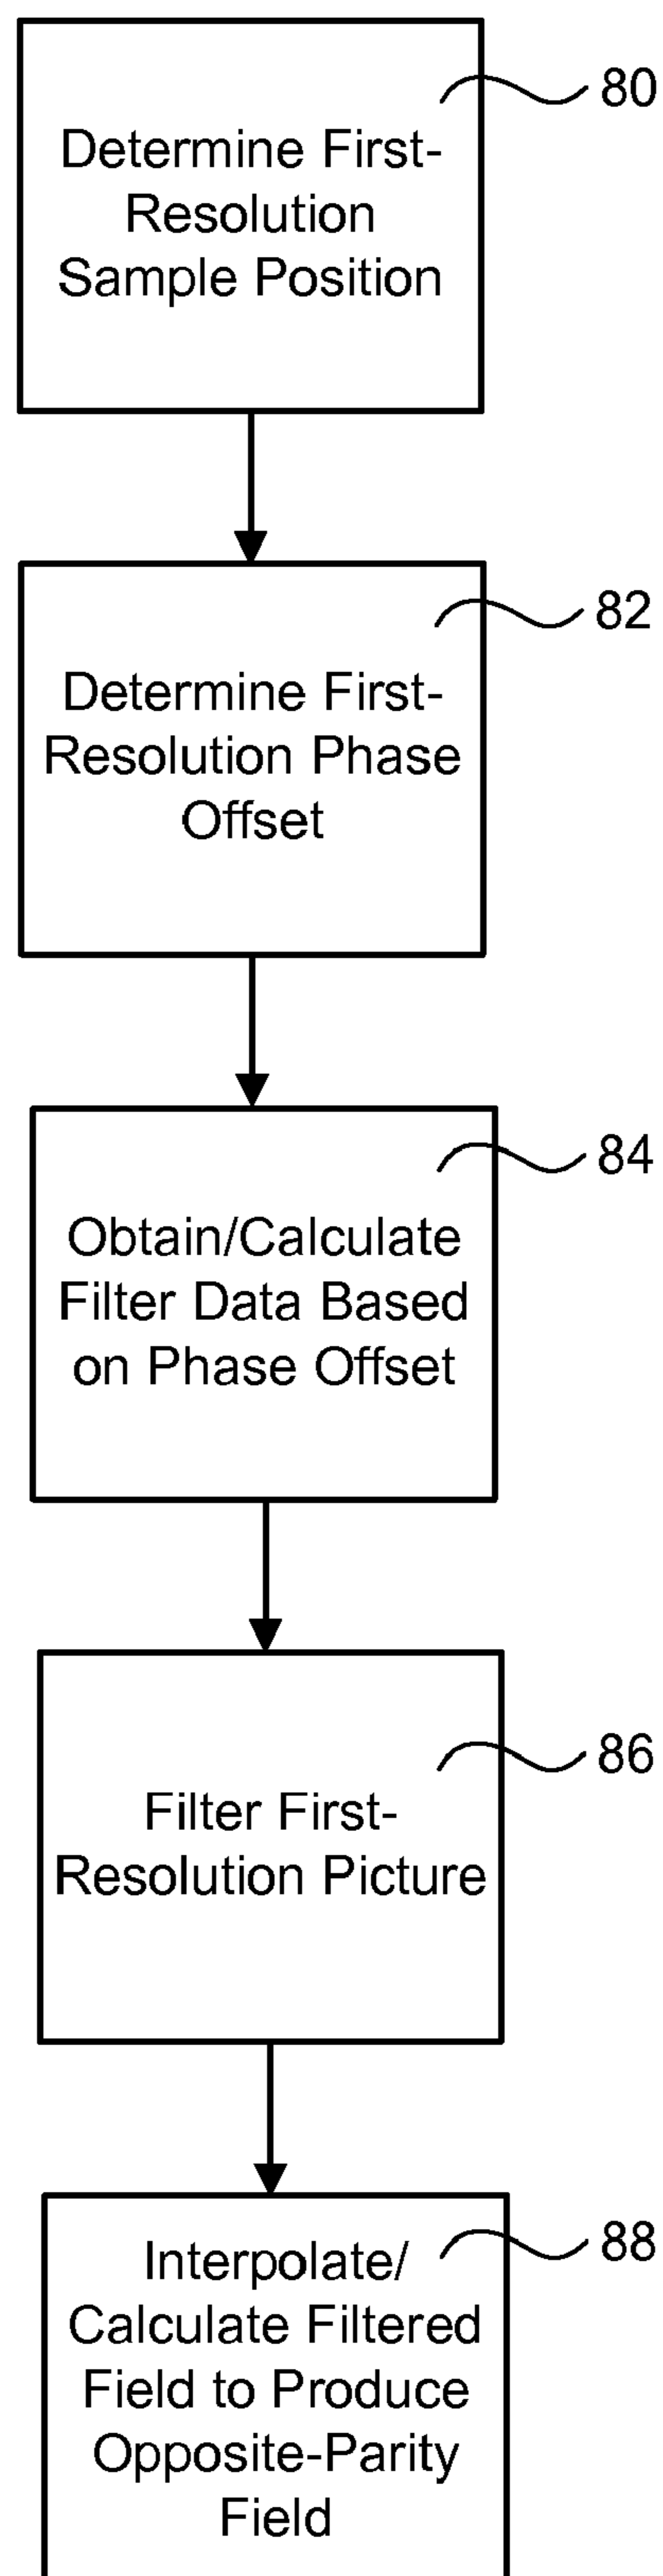 80
Determine First-
Resolution
Sample Position
82
Determine First-
Resolution Phase
Offset
84
Obtain/Calculate
Filter Data Based
on Phase Offset
86
Filter First-
Resolution Picture
88
Interpolate/
Calculate Filtered
Field to Produce
Opposite-Parity
Field